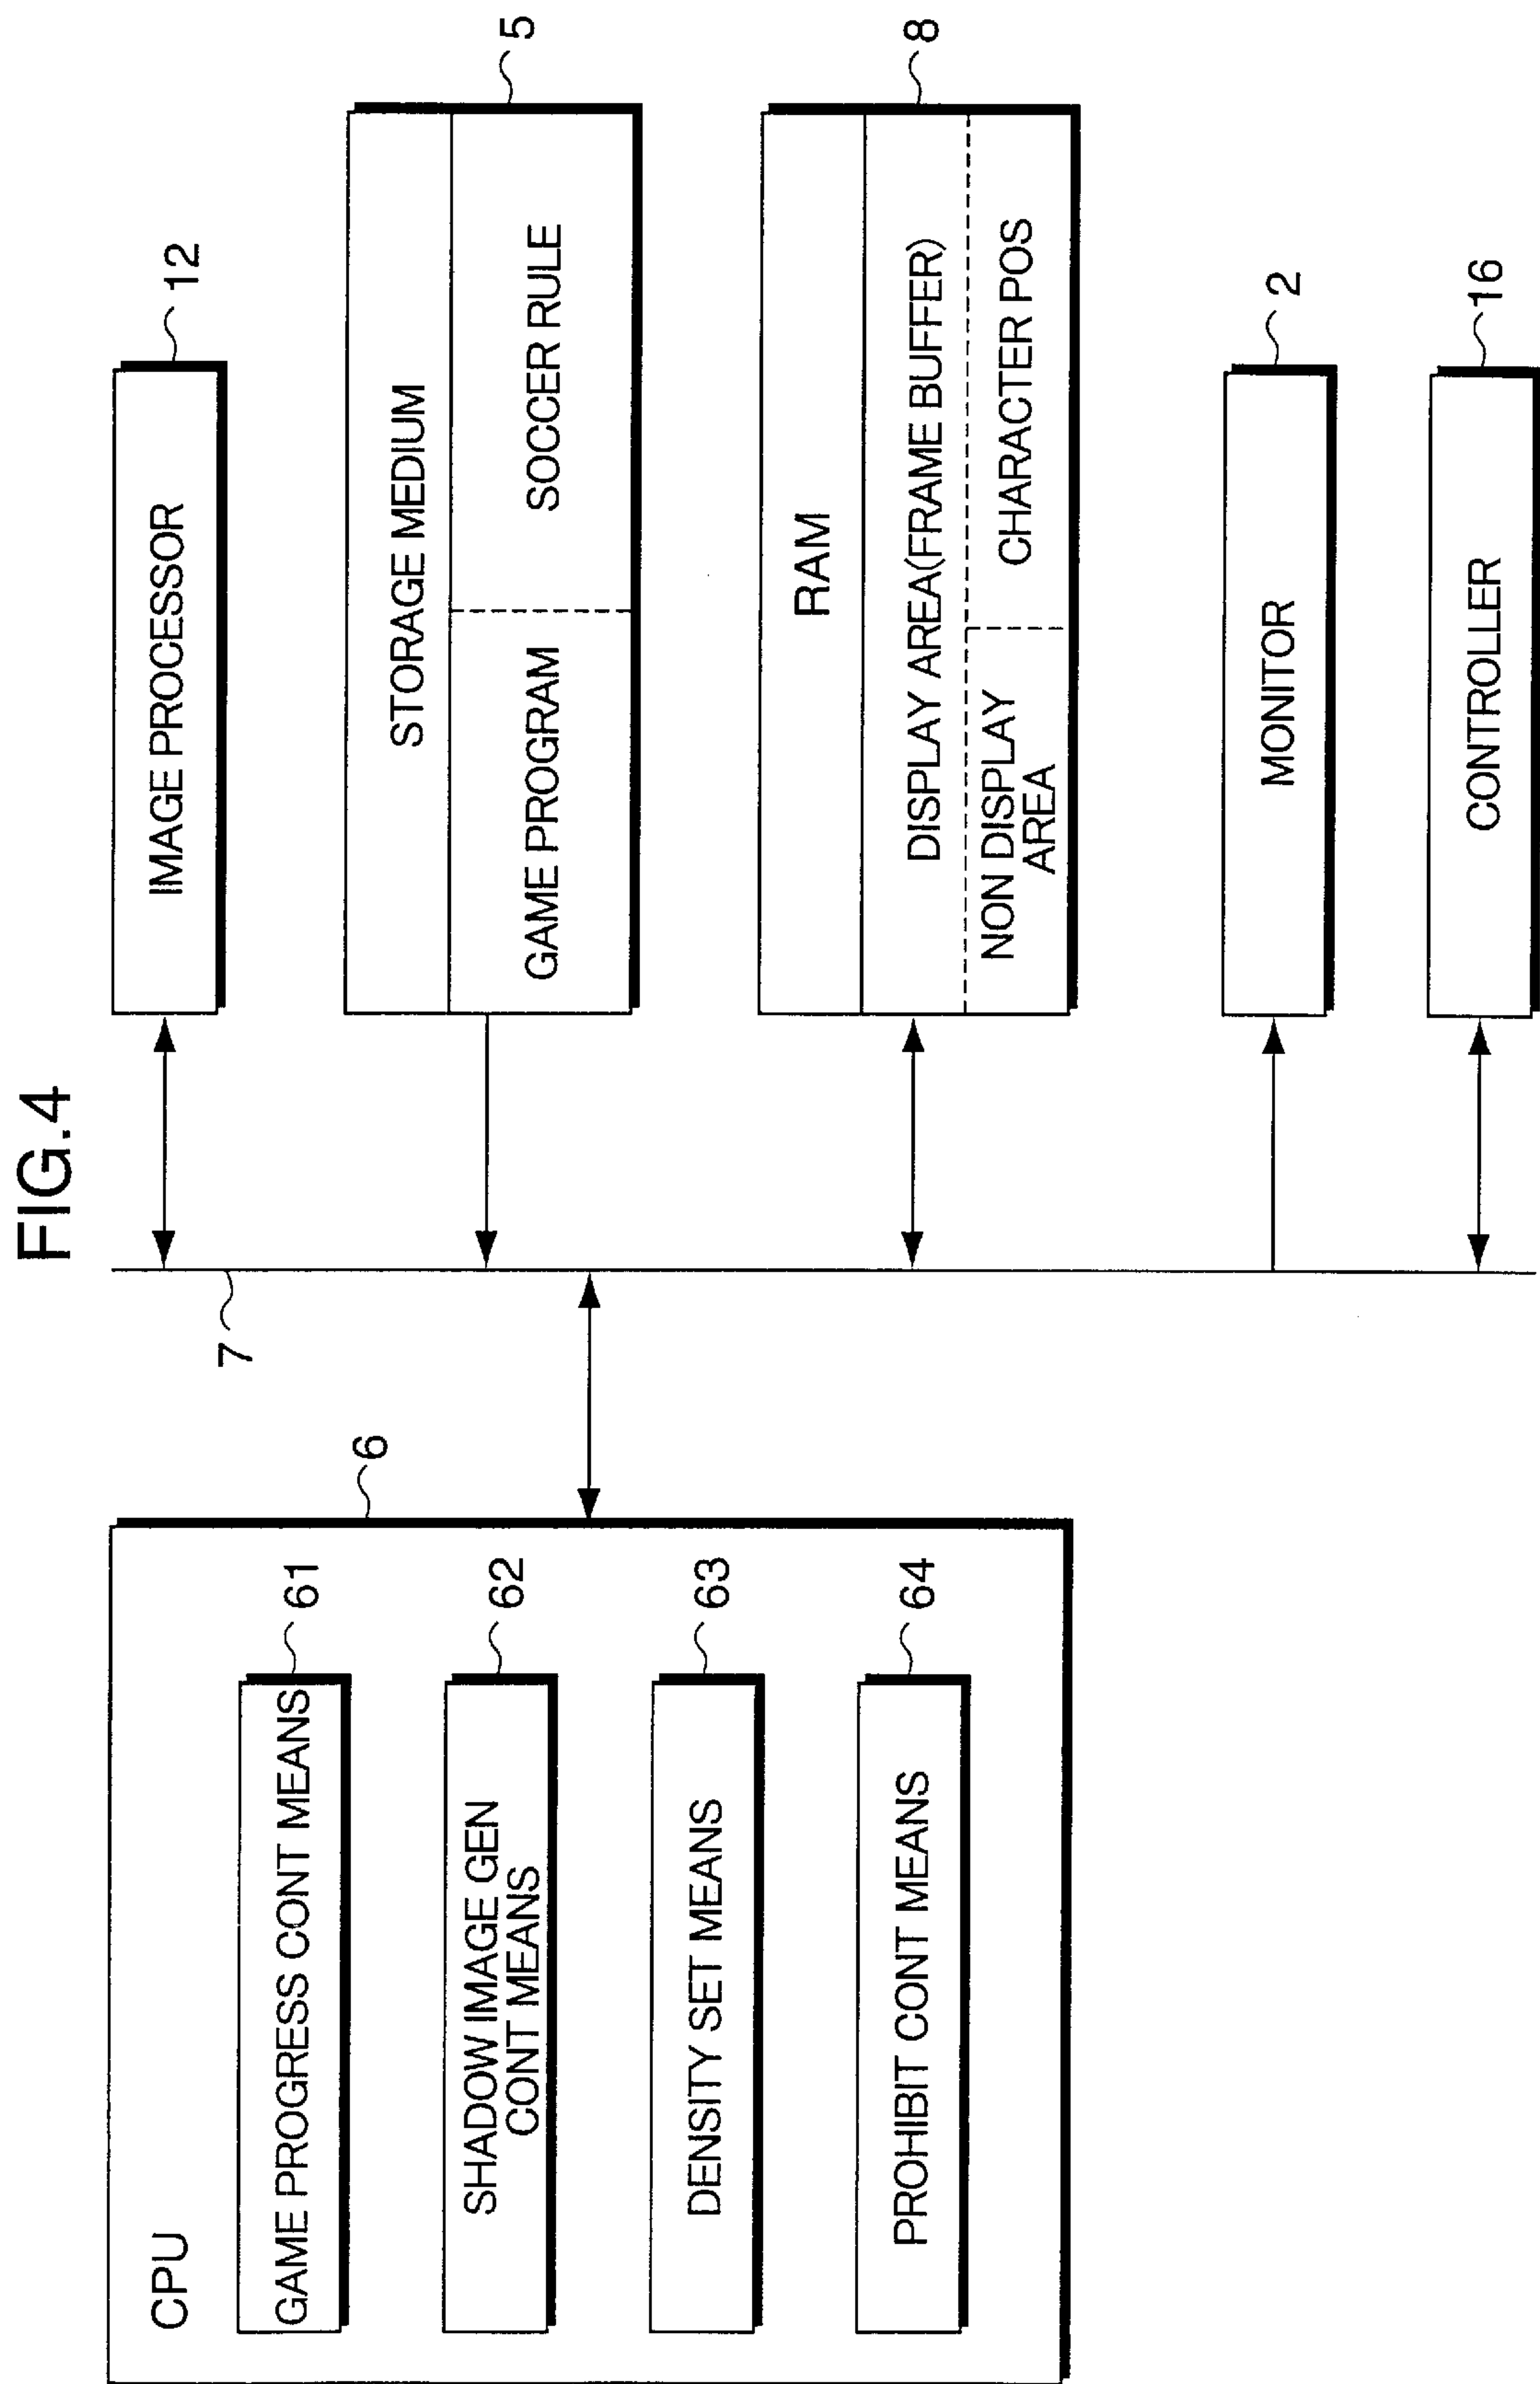 FIG.4
CPU
6
GAME PROGRESS CONT MEANS
61
SHADOW IMAGE GEN
CONT MEANS
62
DENSITY SET MEANS
63
PROHIBIT CONT MEANS
64
7
IMAGE PROCESSOR
12
STORAGE MEDIUM
GAME PROGRAM
SOCCER RULE
5
RAM
DISPLAY AREA(FRAME BUFFER)
NON DISPLAY
AREA
CHARACTER POS
8
MONITOR
2
CONTROLLER
16